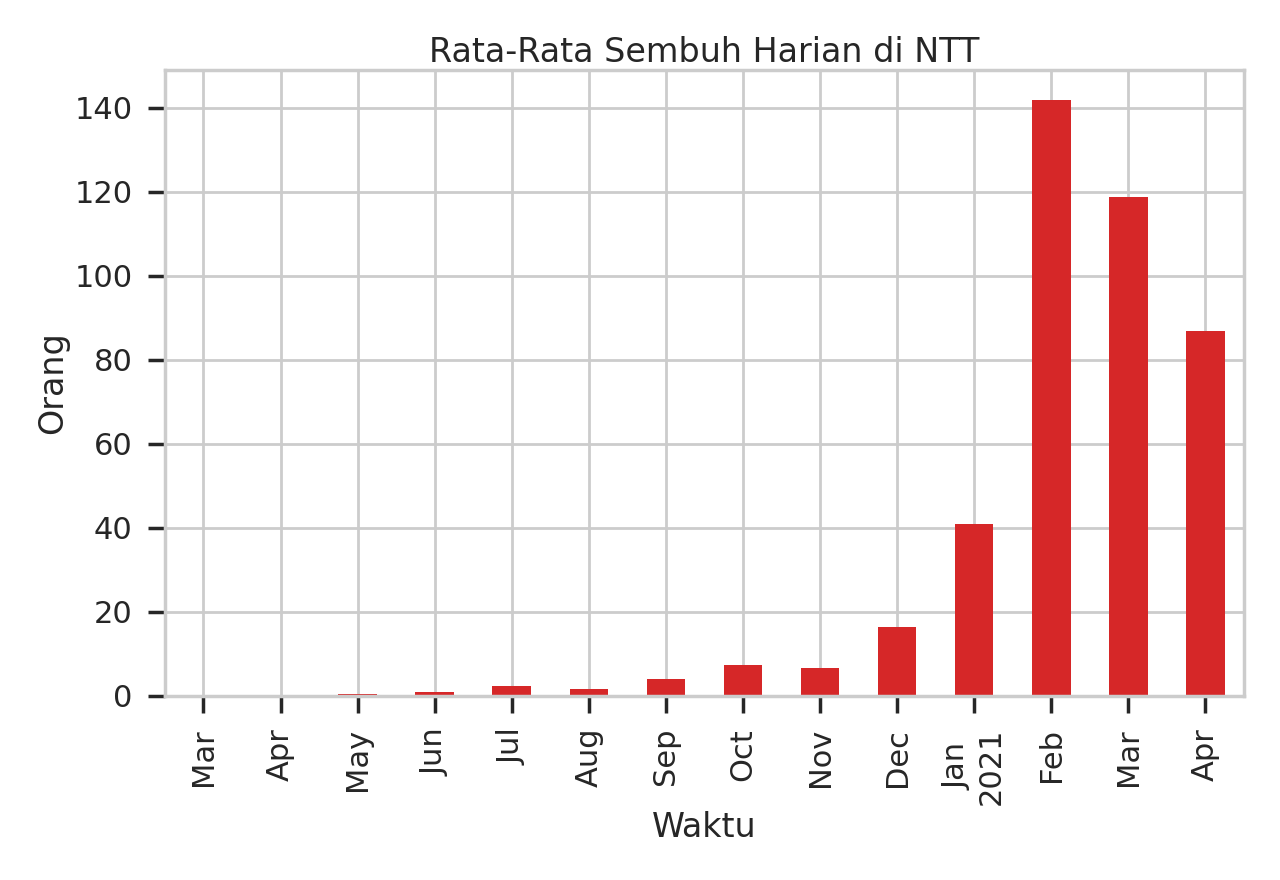 Rata-Rata Sembuh Harian di NTT
140
120
100
80
60
40
20
0
Orang
Mar
Apr
May
Jun
Jul
Aug
Sep
Oct
Nov
Dec
Jan
2021
Feb
Mar
Apr
Waktu